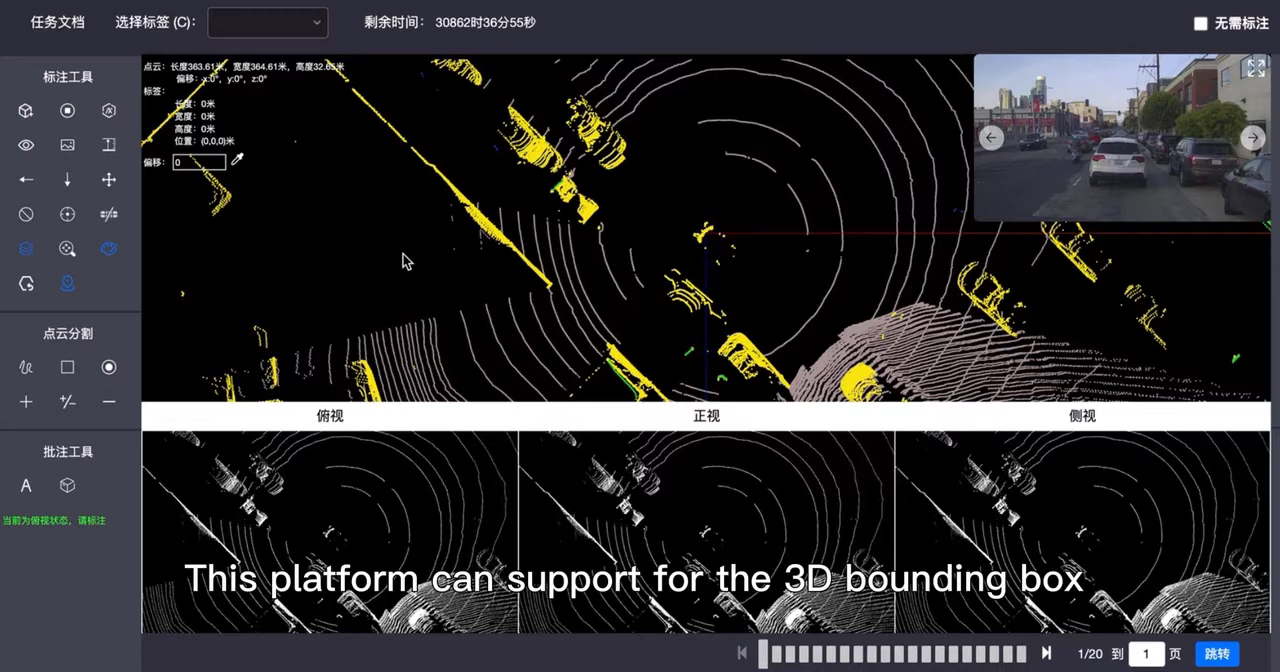 任务文档 选择标签 (C): 剩余时间: 30862时36分55秒 无需标注
标注工具
点云: 长度363.61米, 宽度364.61米, 高度32.63米
偏移: x:0°, y:0°, z:0°
标签:
长度: 0米
宽度: 0米
高度: 0米
位置: (0,0,0)米
偏移: 0
点云分割
俯视 正视 侧视
批注工具
A
当前为俯视状态, 请标注
This platform can support for the 3D bounding box
1/20 到 1 页 跳转